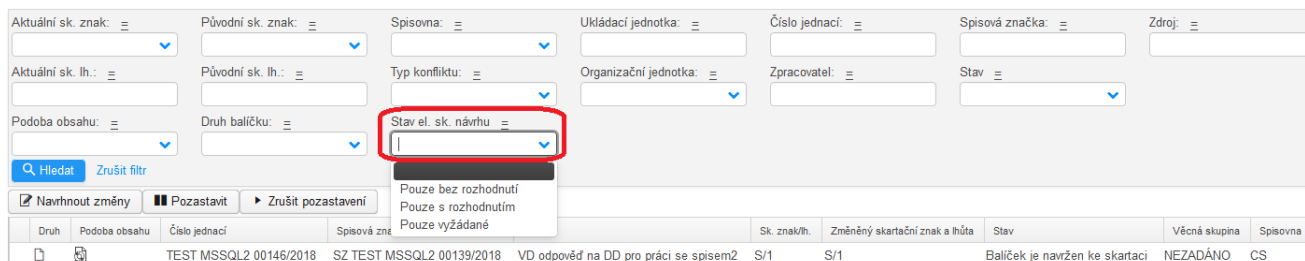 Aktuální sk. znak: = Původní sk. znak: = Spisovna: = Ukládací jednotka: = Číslo jednací: = Spisová značka: = Zdroj: =
Aktuální sk. lh.: = Původní sk. lh.: = Typ konfliktu: = Organizační jednotka: = Zpracovatel: = Stav =
Podoba obsahu: = Druh balíčku: = Stav el. sk. návrhu =
Hledat Zrušit filtr
Pouze bez rozhodnutí
Pouze s rozhodnutím
Pouze vyžádané
Navrhnout změny Pozastavit Zrušit pozastavení
Druh Podoba obsahu Číslo jednací Spisová zna Sk. znak/lh. Změněný skartační znak a lhůta Stav Věcná skupina Spisovna
TEST MSSQL2 00146/2018 SZ TEST MSSQL2 00139/2018 VD odpověď na DD pro práci se spisem2 S/1 S/1 Balíček je navržen ke skartaci NEZADÁNO CS